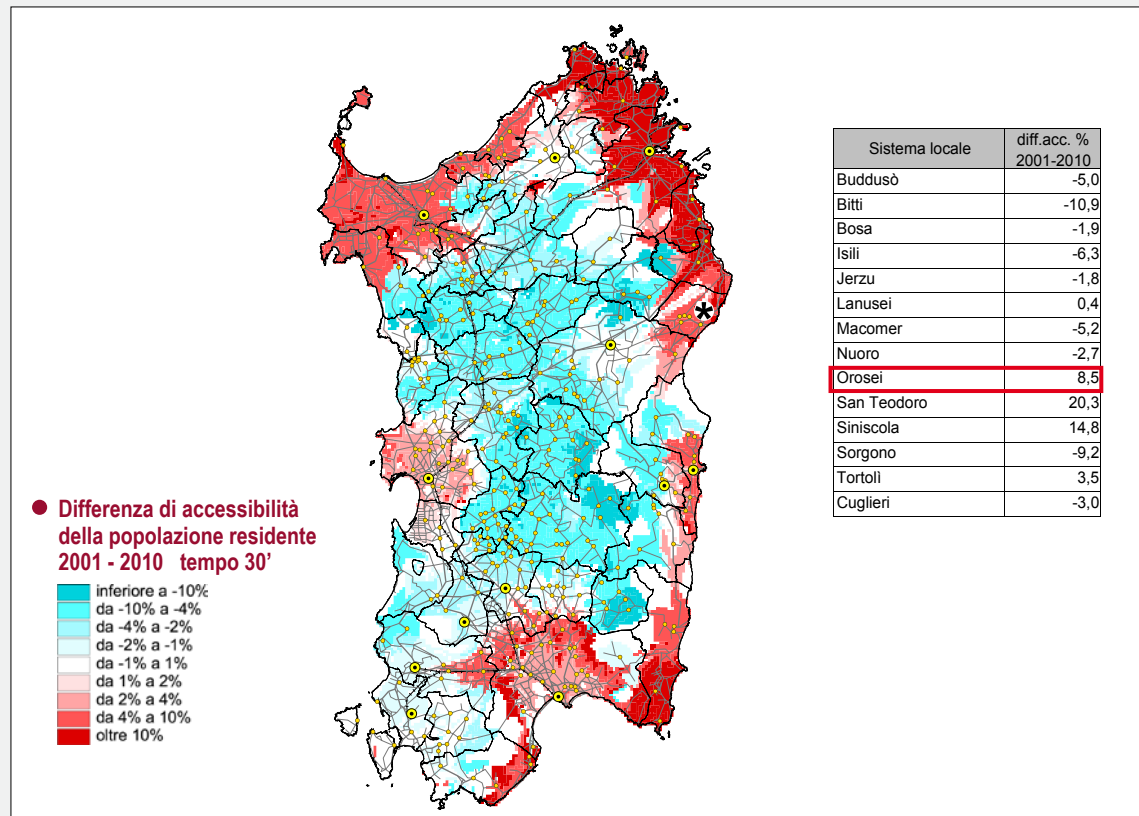 Sistema locale diff.acc. % 2001-2010
Buddusò -5,0
Bitti -10,9
Bosa -1,9
Isili -6,3
Jerzu -1,8
Lanusei 0,4
Macomer -5,2
Nuoro -2,7
Orosei 8,5
San Teodoro 20,3
Siniscola 14,8
Sorgono -9,2
Tortolì 3,5
Cuglieri -3,0
*
Differenza di accessibilità
della popolazione residente
2001 - 2010 tempo 30'
inferiore a -10%
da -10% a -4%
da -4% a -2%
da -2% a -1%
da -1% a 1%
da 1% a 2%
da 2% a 4%
da 4% a 10%
oltre 10%